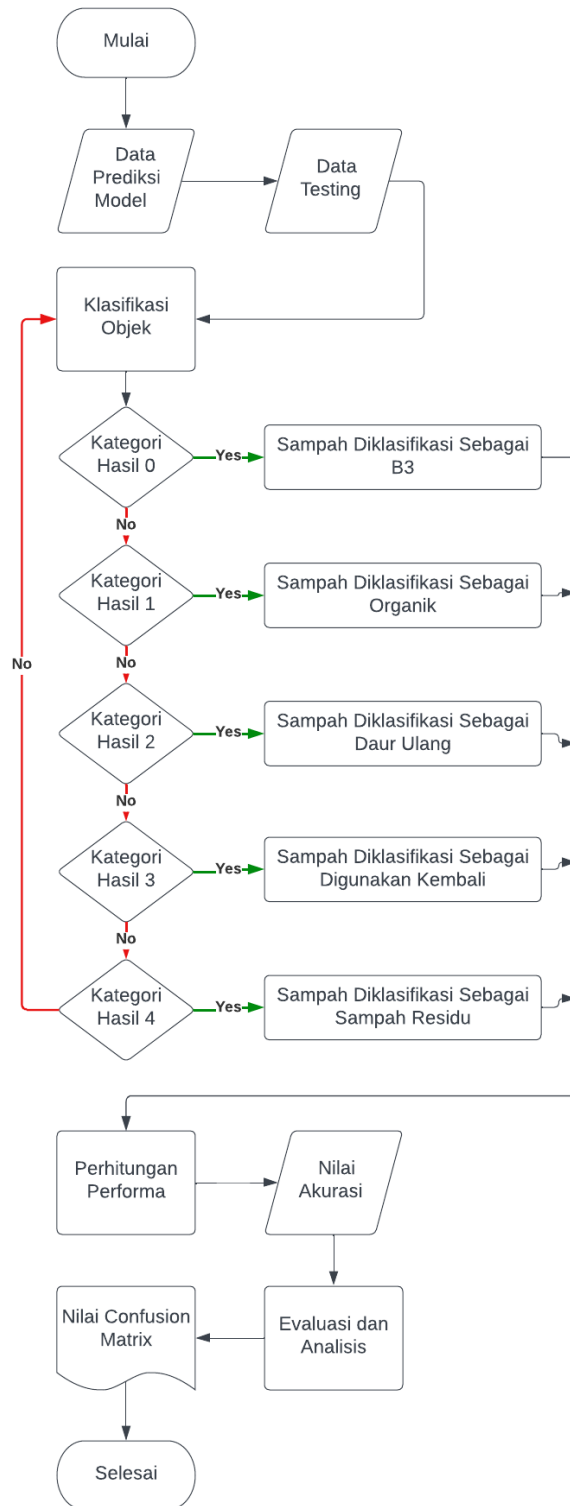 Mulai
Data
Prediksi
Model
Data
Testing
Klasifikasi
Objek
Kategori
Hasil 0
Yes
Sampah Diklasifikasi Sebagai
B3
No
Kategori
Hasil 1
Yes
Sampah Diklasifikasi Sebagai
Organik
No
No
Kategori
Hasil 2
Yes
Sampah Diklasifikasi Sebagai
Daur Ulang
No
Kategori
Hasil 3
Yes
Sampah Diklasifikasi Sebagai
Digunakan Kembali
No
Kategori
Hasil 4
Yes
Sampah Diklasifikasi Sebagai
Sampah Residu
Perhitungan
Performa
Nilai
Akurasi
Nilai Confusion
Matrix
Evaluasi dan
Analisis
Selesai